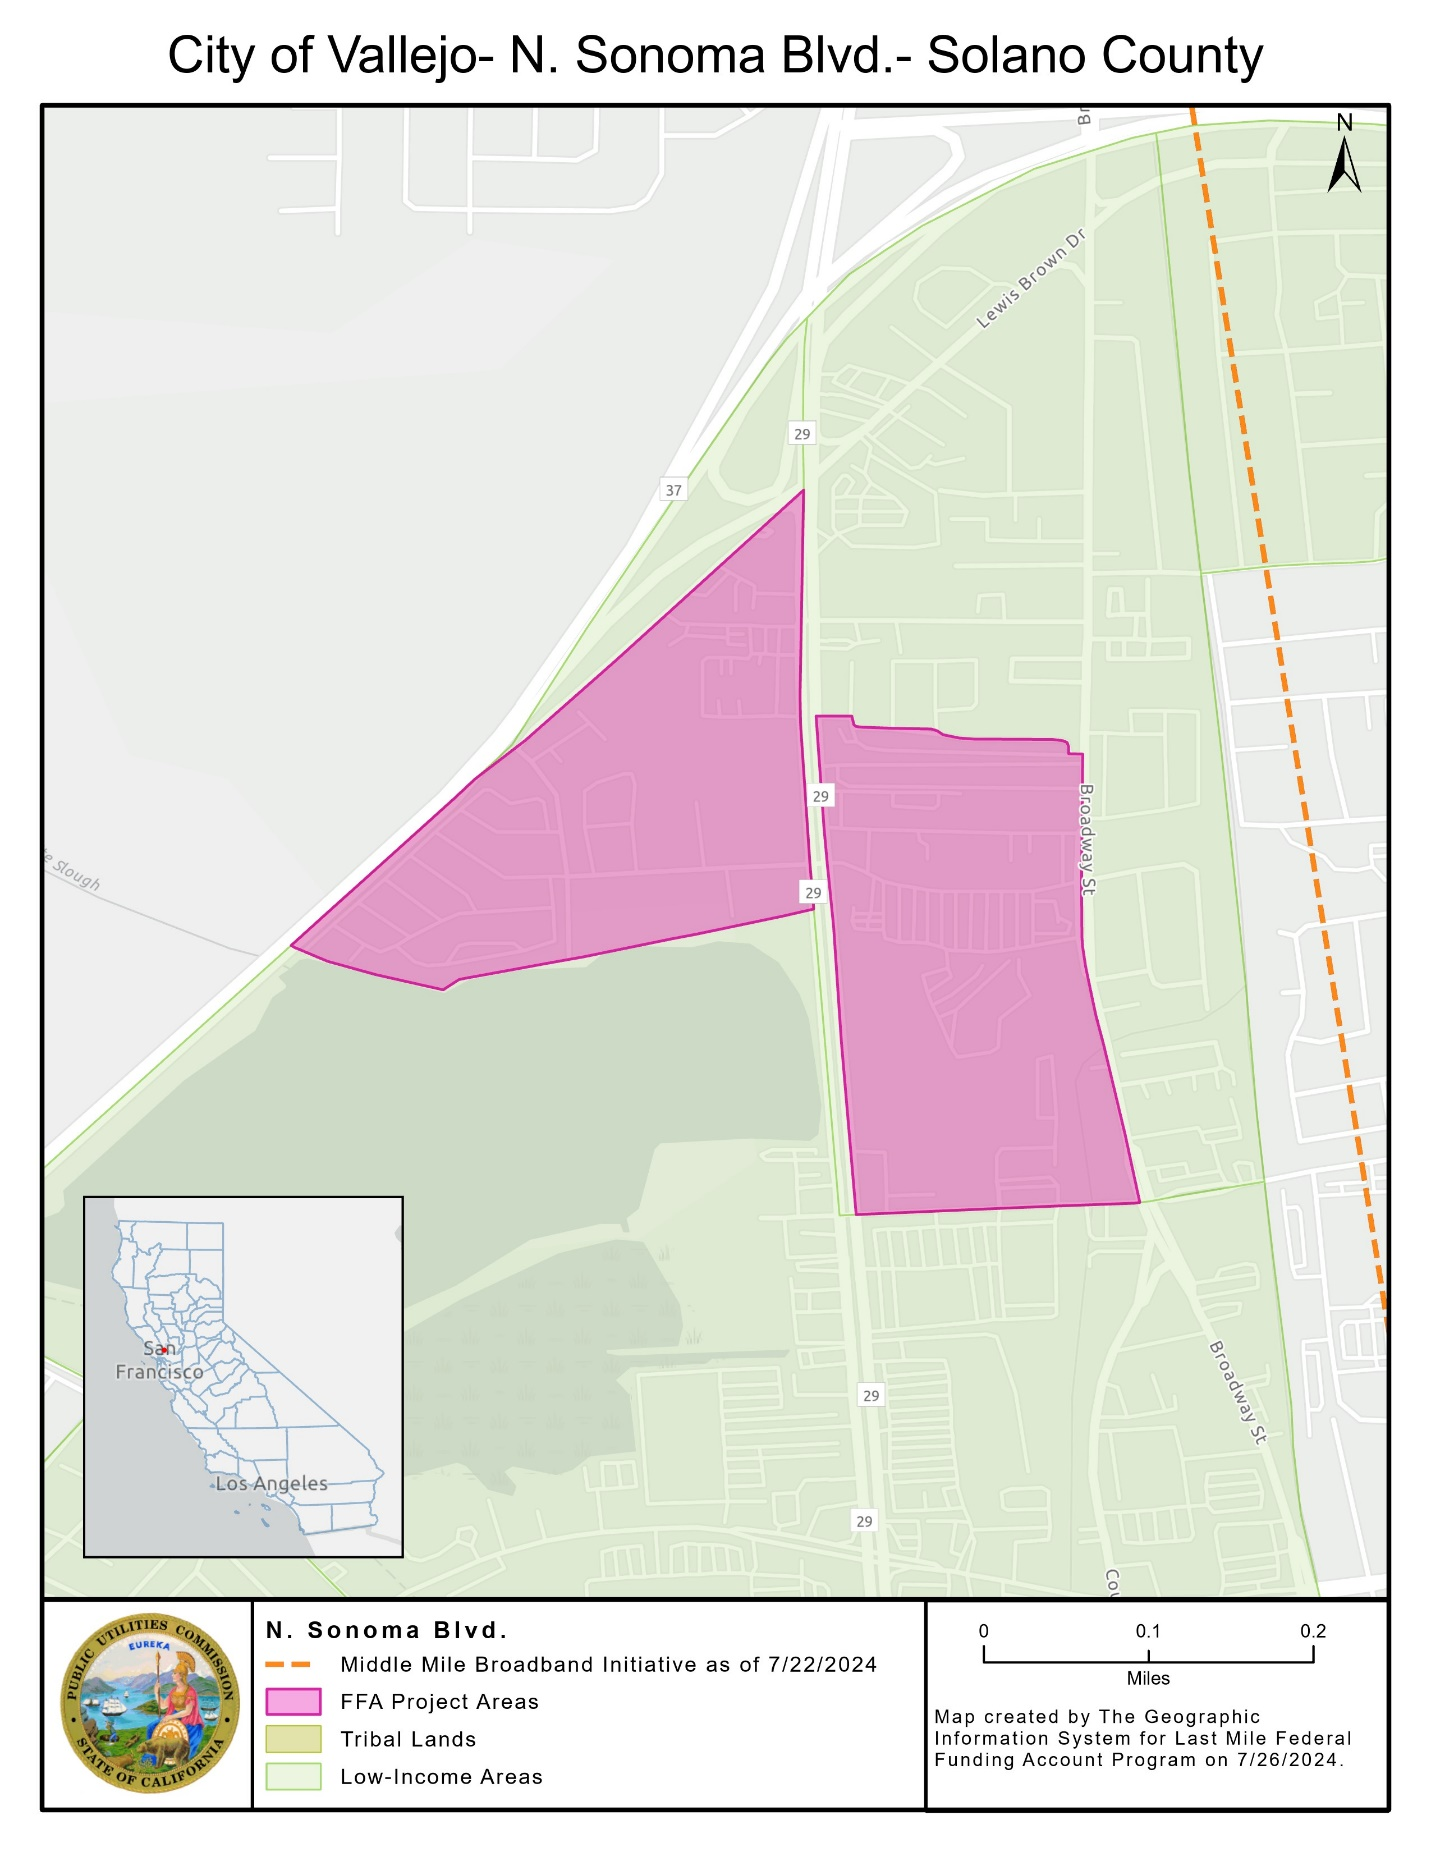 City of Vallejo- N. Sonoma Blvd.- Solano County
Br
N
Lewis Brown Dr
29
37
29
Broadway St
te Slough
29
San
Francisco
Los Angeles
Broadway St
29
29
Cou
PUBLIC UTILITIES COMMISSION
EUREKA
STATE OF CALIFORNIA
N. Sonoma Blvd.
Middle Mile Broadband Initiative as of 7/22/2024
FFA Project Areas
Tribal Lands
Low-Income Areas
0 0.1 0.2
Miles
Map created by The Geographic
Information System for Last Mile Federal
Funding Account Program on 7/26/2024.